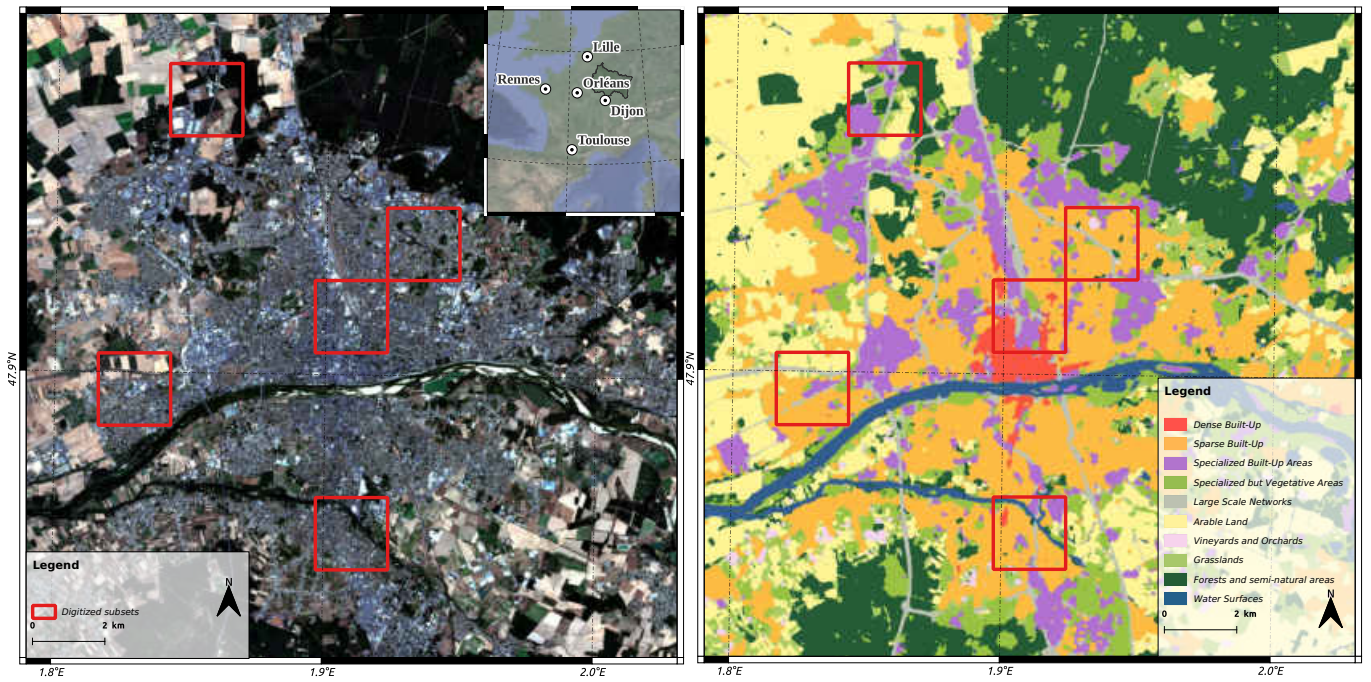 Lille
Rennes
Orléans
Dijon
Toulouse
47.9°N
Legend
Digitized subsets
0 2 km
N
1.8°E 1.9°E 2.0°E
47.9°N
Legend
Dense Built-Up
Sparse Built-Up
Specialized Built-Up Areas
Specialized but Vegetative Areas
Large Scale Networks
Arable Land
Vineyards and Orchards
Grasslands
Forests and semi-natural areas
Water Surfaces
0 2 km
N
1.8°E 1.9°E 2.0°E